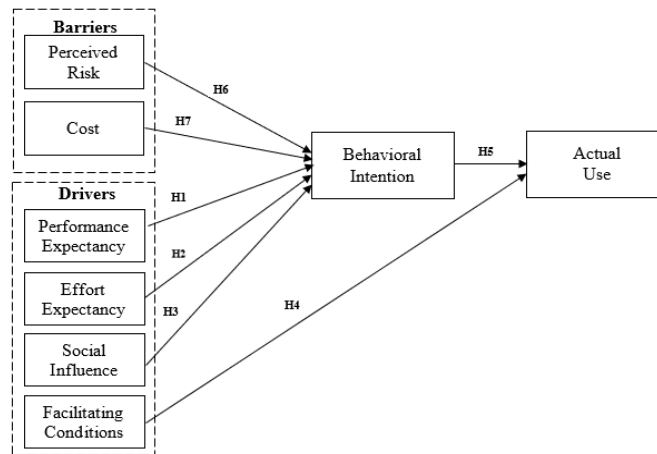 Barriers
Perceived
Risk
H6
Cost
H7
Behavioral
Intention
H5
Actual
Use
Drivers
Performance
Expectancy
H1
Effort
Expectancy
H2
Social
Influence
H3
Facilitating
Conditions
H4